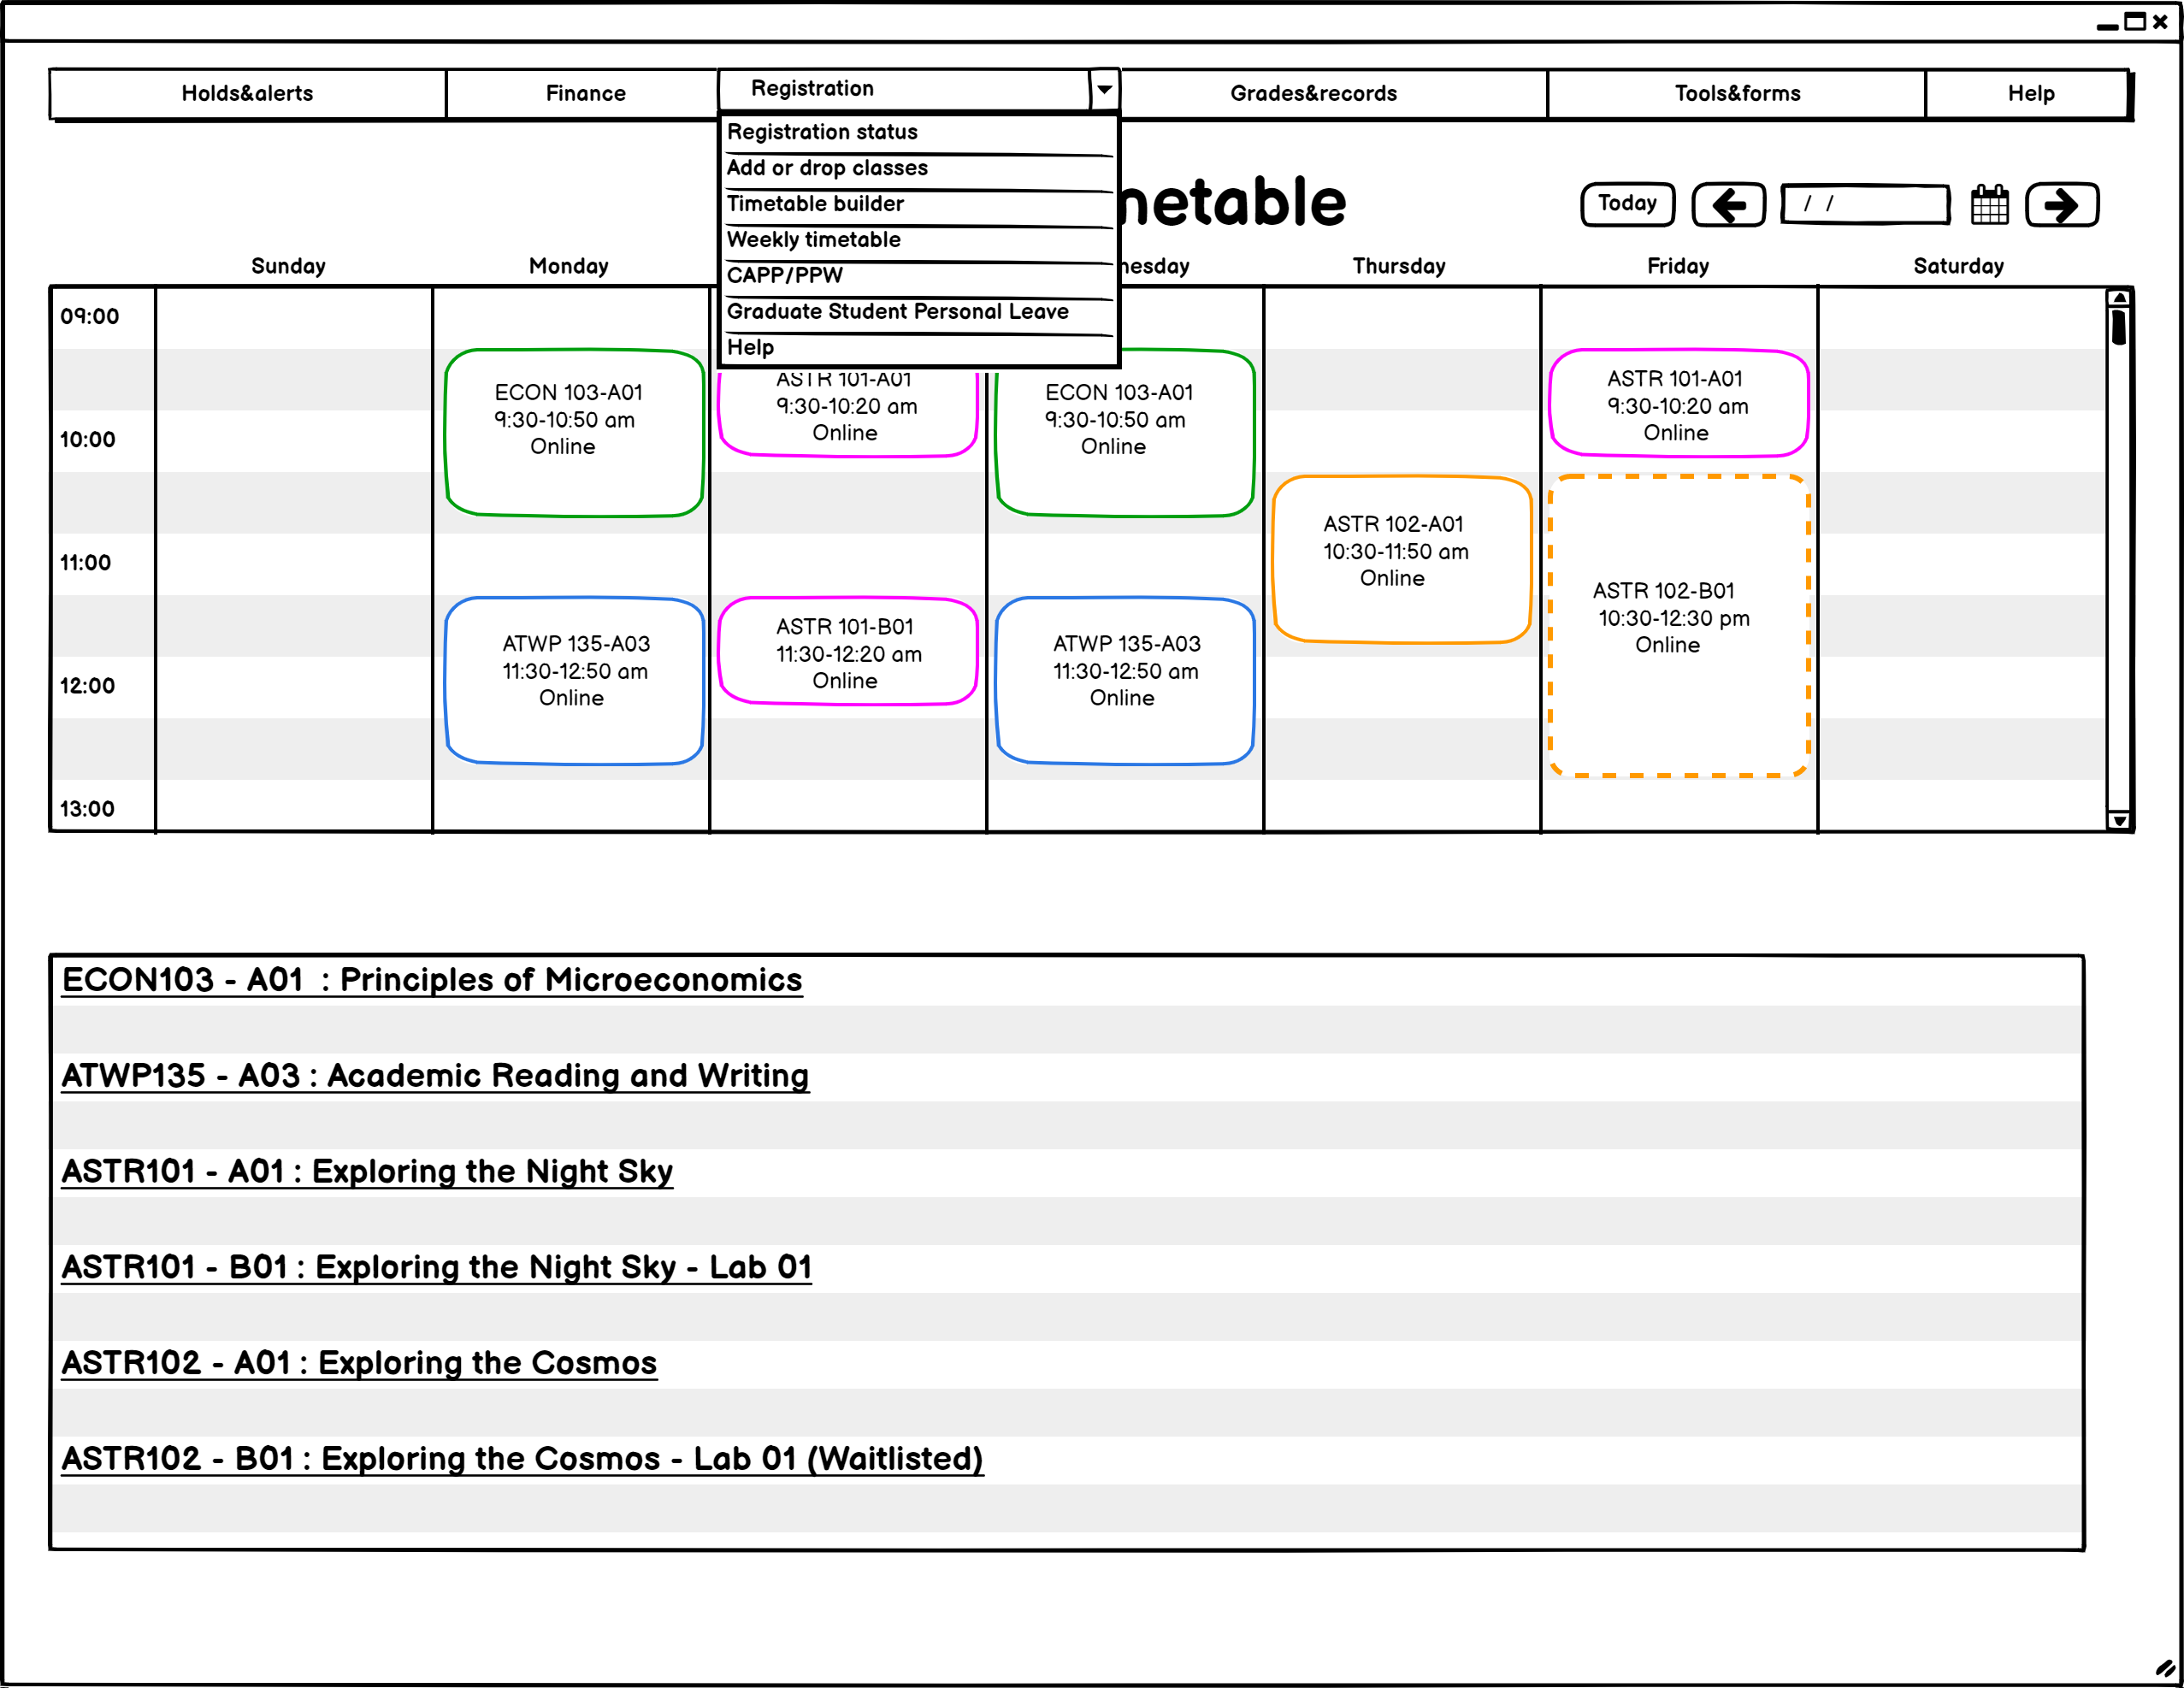 Holds&alerts
Finance
Registration
Grades&records
Tools&forms
Help
Registration status
Add or drop classes
Timetable builder
Weekly timetable
CAPP/PPW
Graduate Student Personal Leave
Help
netable
Today
/ /
Sunday
Monday
nesday
Thursday
Friday
Saturday
09:00
10:00
11:00
12:00
13:00
ECON 103-A01
9:30-10:50 am
Online
ATWP 135-A03
11:30-12:50 am
Online
ASTR 101-A01
9:30-10:20 am
Online
ASTR 101-B01
11:30-12:20 am
Online
ECON 103-A01
9:30-10:50 am
Online
ATWP 135-A03
11:30-12:50 am
Online
ASTR 102-A01
10:30-11:50 am
Online
ASTR 101-A01
9:30-10:20 am
Online
ASTR 102-B01
10:30-12:30 pm
Online
ECON103 - A01 : Principles of Microeconomics
ATWP135 - A03 : Academic Reading and Writing
ASTR101 - A01 : Exploring the Night Sky
ASTR101 - B01 : Exploring the Night Sky - Lab 01
ASTR102 - A01 : Exploring the Cosmos
ASTR102 - B01 : Exploring the Cosmos - Lab 01 (Waitlisted)